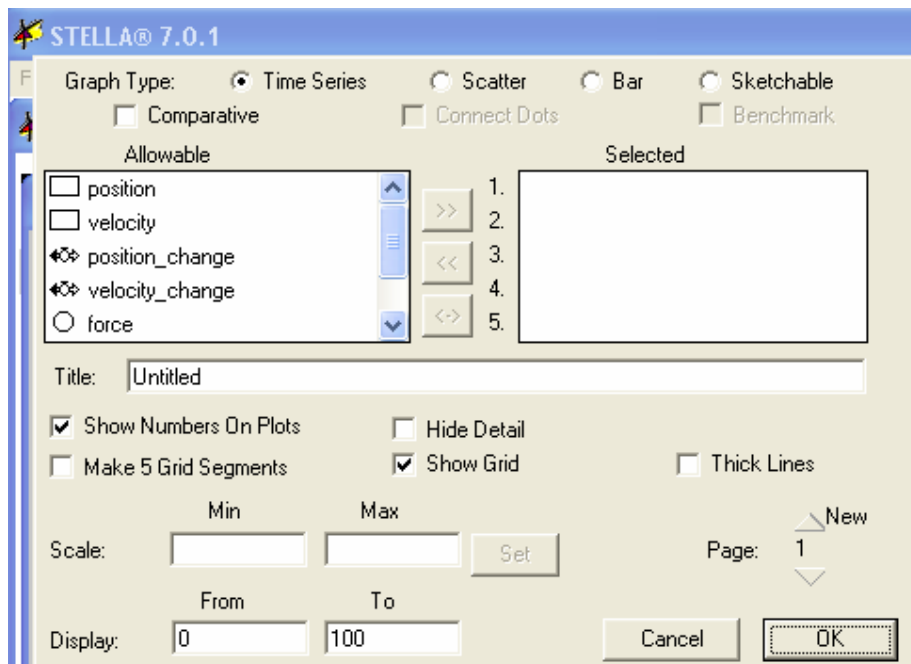 STELLA® 7.0.1
F
Graph Type: Time Series Scatter Bar Sketchable
Comparative Connect Dots Benchmark
Allowable Selected
position
velocity
position_change
velocity_change
force
>>
<<
<->
1.
2.
3.
4.
5.
Title: Untitled
Show Numbers On Plots Hide Detail
Make 5 Grid Segments Show Grid Thick Lines
Min Max
Scale: Set Page: 1 New
From To
Display: 0 100 Cancel OK